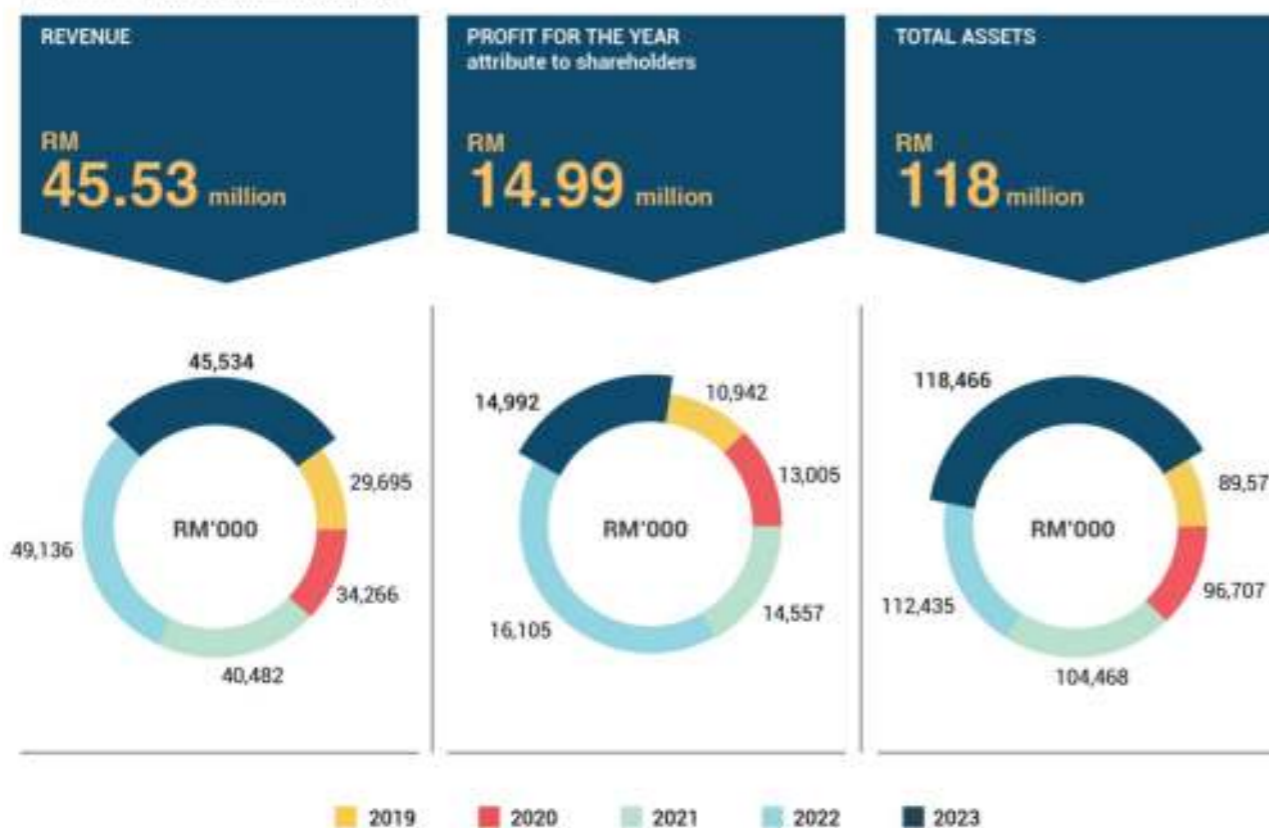 REVENUE
RM
45.53 million
PROFIT FOR THE YEAR
attribute to shareholders
RM
14.99 million
TOTAL ASSETS
RM
118 million
45,534
29,695
34,266
40,482
49,136
RM'000
14,992
10,942
13,005
14,557
16,105
RM'000
118,466
89,57
96,707
104,468
112,435
RM'000
2019 2020 2021 2022 2023